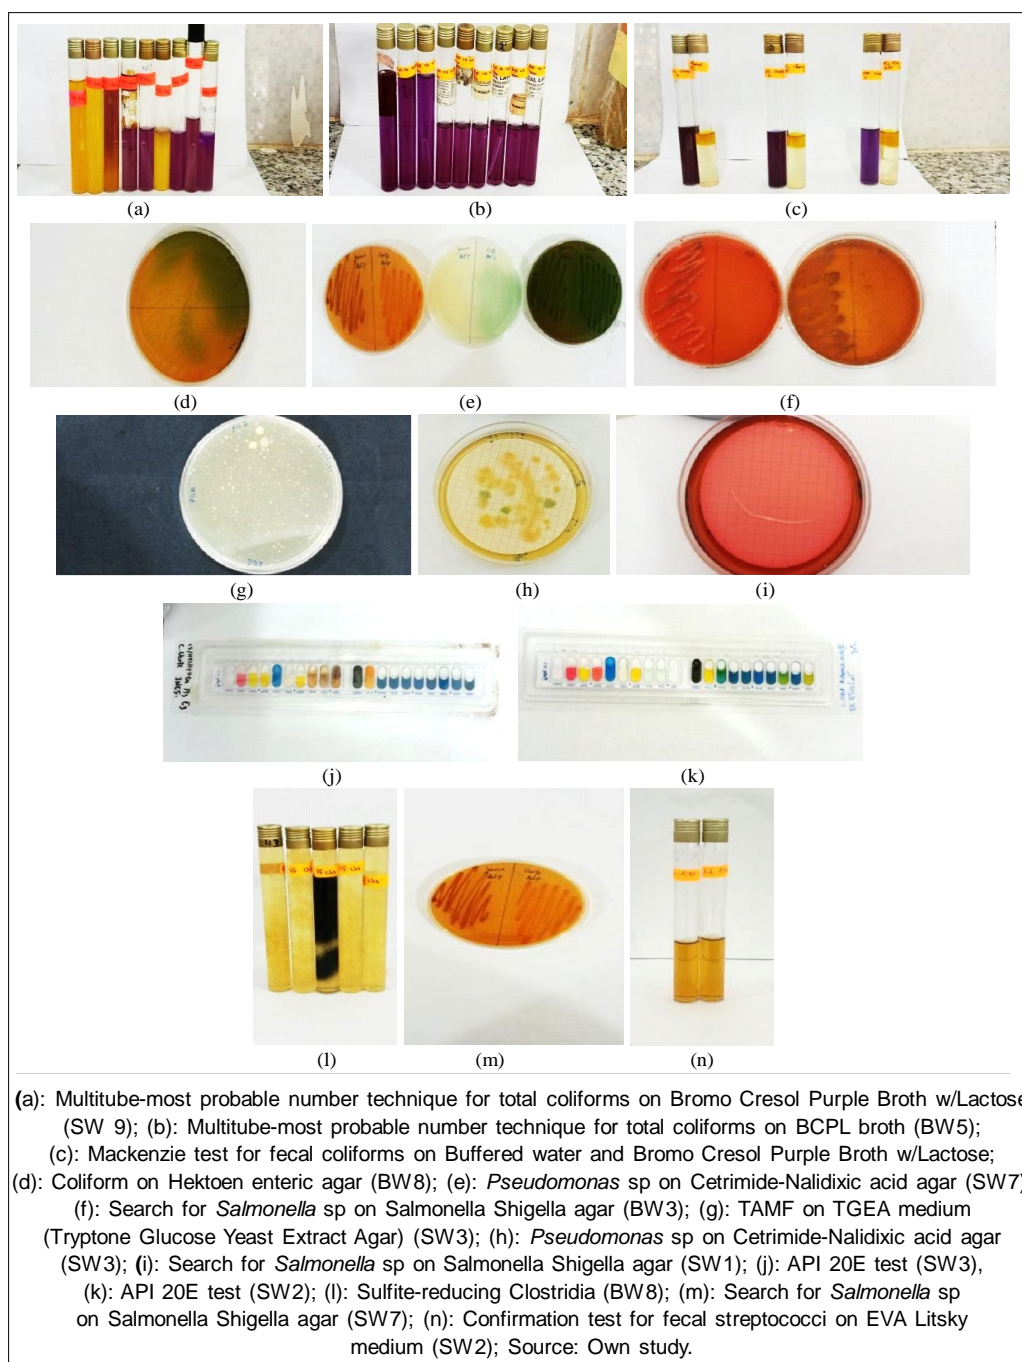 (a)
(b)
(c)
(d)
(e)
(f)
(g)
(h)
(i)
(j)
(k)
(l)
(m)
(n)
(a): Multitube-most probable number technique for total coliforms on Bromo Cresol Purple Broth w/Lactose
(SW 9); (b): Multitube-most probable number technique for total coliforms on BCPL broth (BW5);
(c): Mackenzie test for fecal coliforms on Buffered water and Bromo Cresol Purple Broth w/Lactose;
(d): Coliform on Hektoen enteric agar (BW8); (e): Pseudomonas sp on Cetrimide-Nalidixic acid agar (SW7)
(f): Search for Salmonella sp on Salmonella Shigella agar (BW3); (g): TAMF on TGEA medium
(Tryptone Glucose Yeast Extract Agar) (SW3); (h): Pseudomonas sp on Cetrimide-Nalidixic acid agar
(SW3); (i): Search for Salmonella sp on Salmonella Shigella agar (SW1); (j): API 20E test (SW3),
(k): API 20E test (SW2); (l): Sulfite-reducing Clostridia (BW8); (m): Search for Salmonella sp
on Salmonella Shigella agar (SW7); (n): Confirmation test for fecal streptococci on EVA Litsky
medium (SW2); Source: Own study.